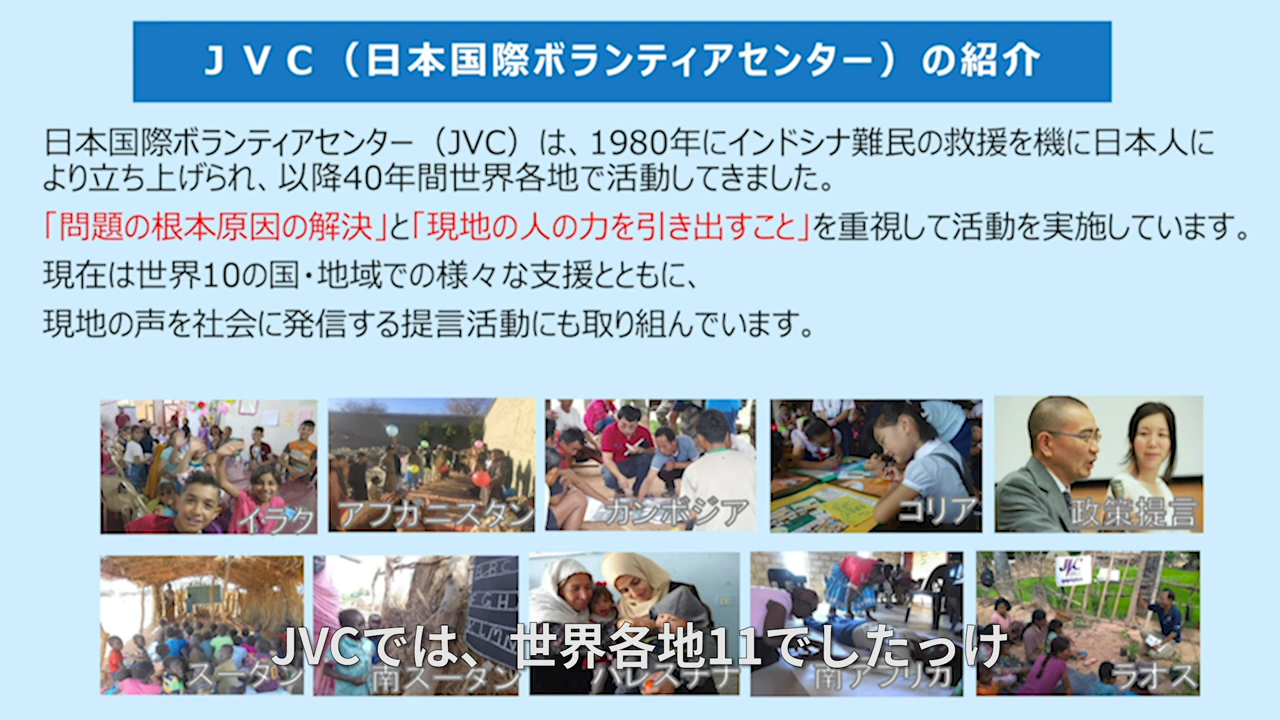 JVC（日本国際ボランティアセンター）の紹介
日本国際ボランティアセンター（JVC）は、1980年にインドシナ難民の救援を機に日本人に
より立ち上げられ、以降40年間世界各地で活動してきました。
「問題の根本原因の解決」と「現地の人の力を引き出すこと」を重視して活動を実施しています。
現在は世界10の国・地域での様々な支援とともに、
現地の声を社会に発信する提言活動にも取り組んでいます。
イラク
アフガニスタン
カンボジア
コリア
政策提言
スーダン
南スーダン
パレスチナ
南アフリカ
ラオス
JVC
JVCでは、世界各地11でしたっけ